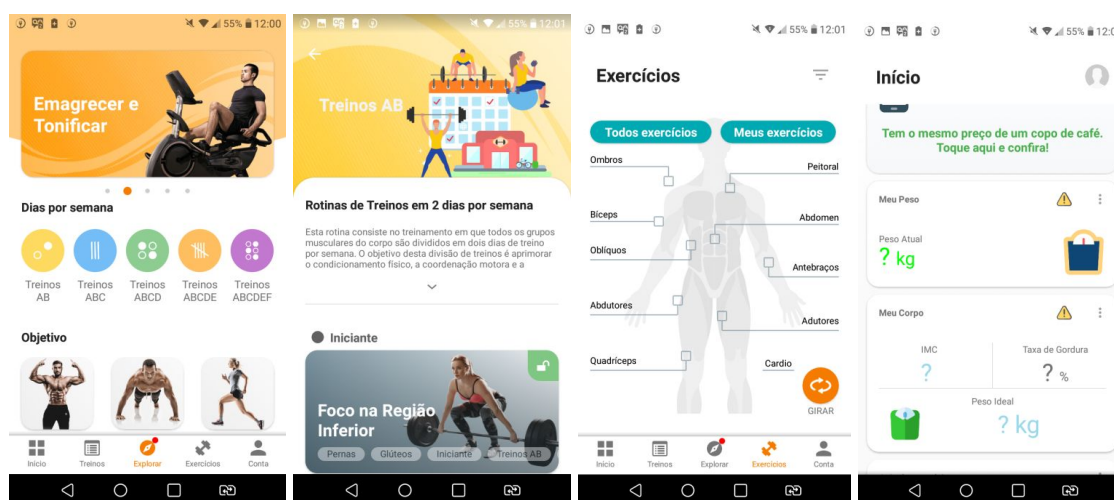 55% 12:00
Emagrecer e
Tonificar
Dias por semana
Treinos AB
Treinos ABC
Treinos ABCD
Treinos ABCDE
Treinos ABCDEF
Objetivo
Início Treinos Explorar Exercícios Conta
55% 12:01
Treinos AB
Rotinas de Treinos em 2 dias por semana
Esta rotina consiste no treinamento em que todos os grupos
musculares do corpo são divididos em dois dias de treino
por semana. O objetivo desta divisão de treinos é aprimorar
o condicionamento físico, a coordenação motora e a
Iniciante
Foco na Região
Inferior
Pernas Glúteos Iniciante Treinos AB
55% 12:01
Exercícios
Todos exercícios Meus exercícios
Ombros
Peitoral
Bíceps
Abdomen
Oblíquos
Antebraços
Abdutores
Adutores
Quadríceps
Cardio
GIRAR
Início Treinos Explorar Exercícios Conta
55% 12:0
Início
Tem o mesmo preço de um copo de café.
Toque aqui e confira!
Meu Peso
Peso Atual
? kg
Meu Corpo
IMC Taxa de Gordura
? ? %
Peso Ideal
? kg